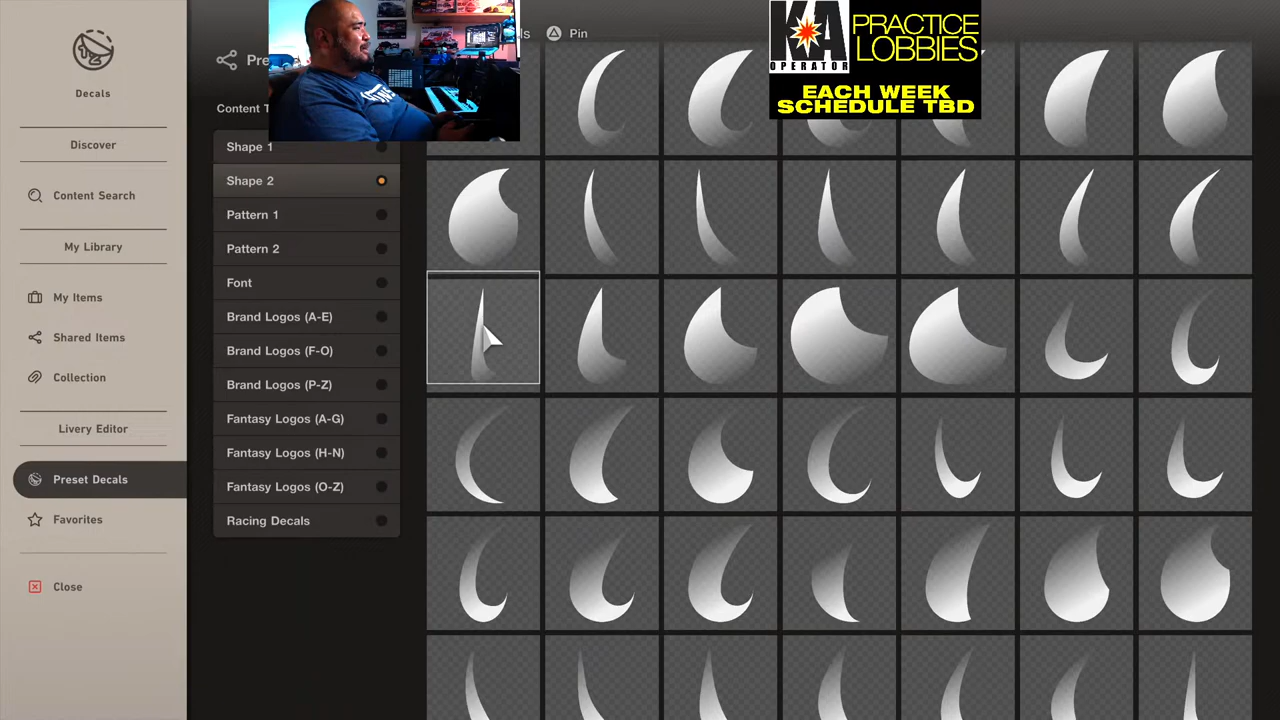 Decals
Discover
Content Search
My Library
My Items
Shared Items
Collection
Livery Editor
Preset Decals
Favorites
Close
Pre
ls
Pin
Content T
Shape 1
Shape 2
Pattern 1
Pattern 2
Font
Brand Logos (A-E)
Brand Logos (F-O)
Brand Logos (P-Z)
Fantasy Logos (A-G)
Fantasy Logos (H-N)
Fantasy Logos (O-Z)
Racing Decals
KA
OPERATOR
PRACTICE
LOBBIES
EACH WEEK
SCHEDULE TBD